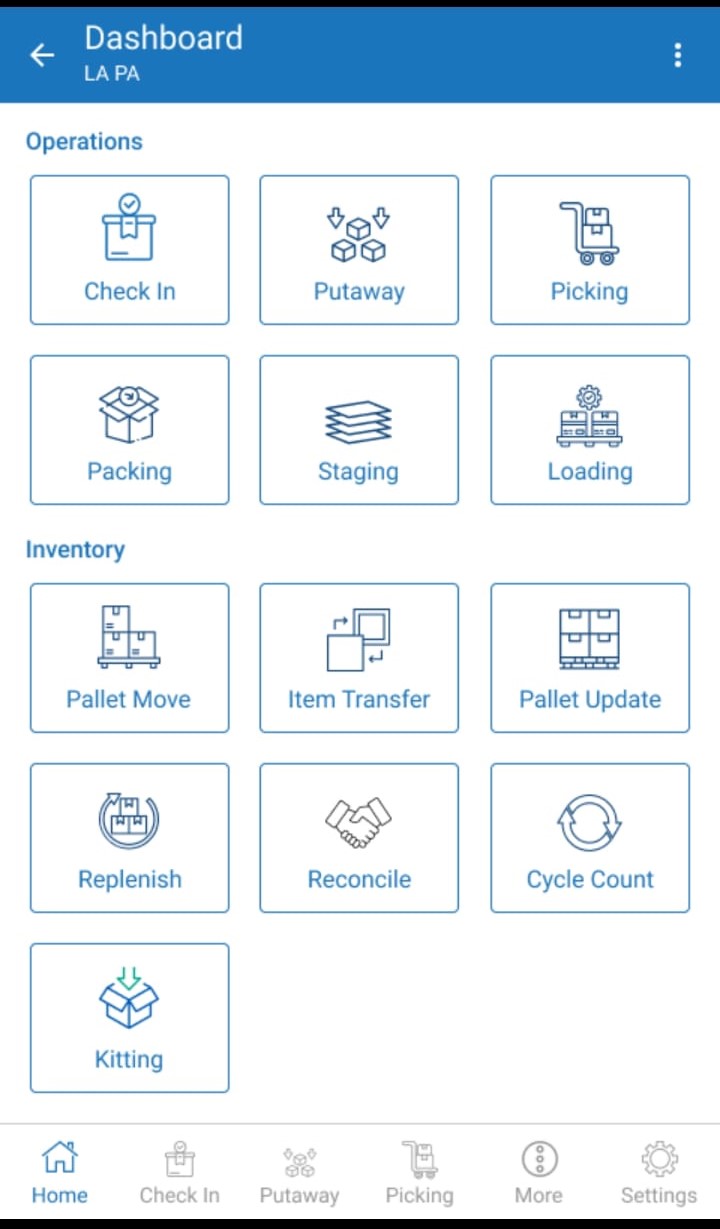 Dashboard
LA PA
Operations
Check In
Putaway
Picking
Packing
Staging
Loading
Inventory
Pallet Move
Item Transfer
Pallet Update
Replenish
Reconcile
Cycle Count
Kitting
Home
Check In
Putaway
Picking
More
Settings